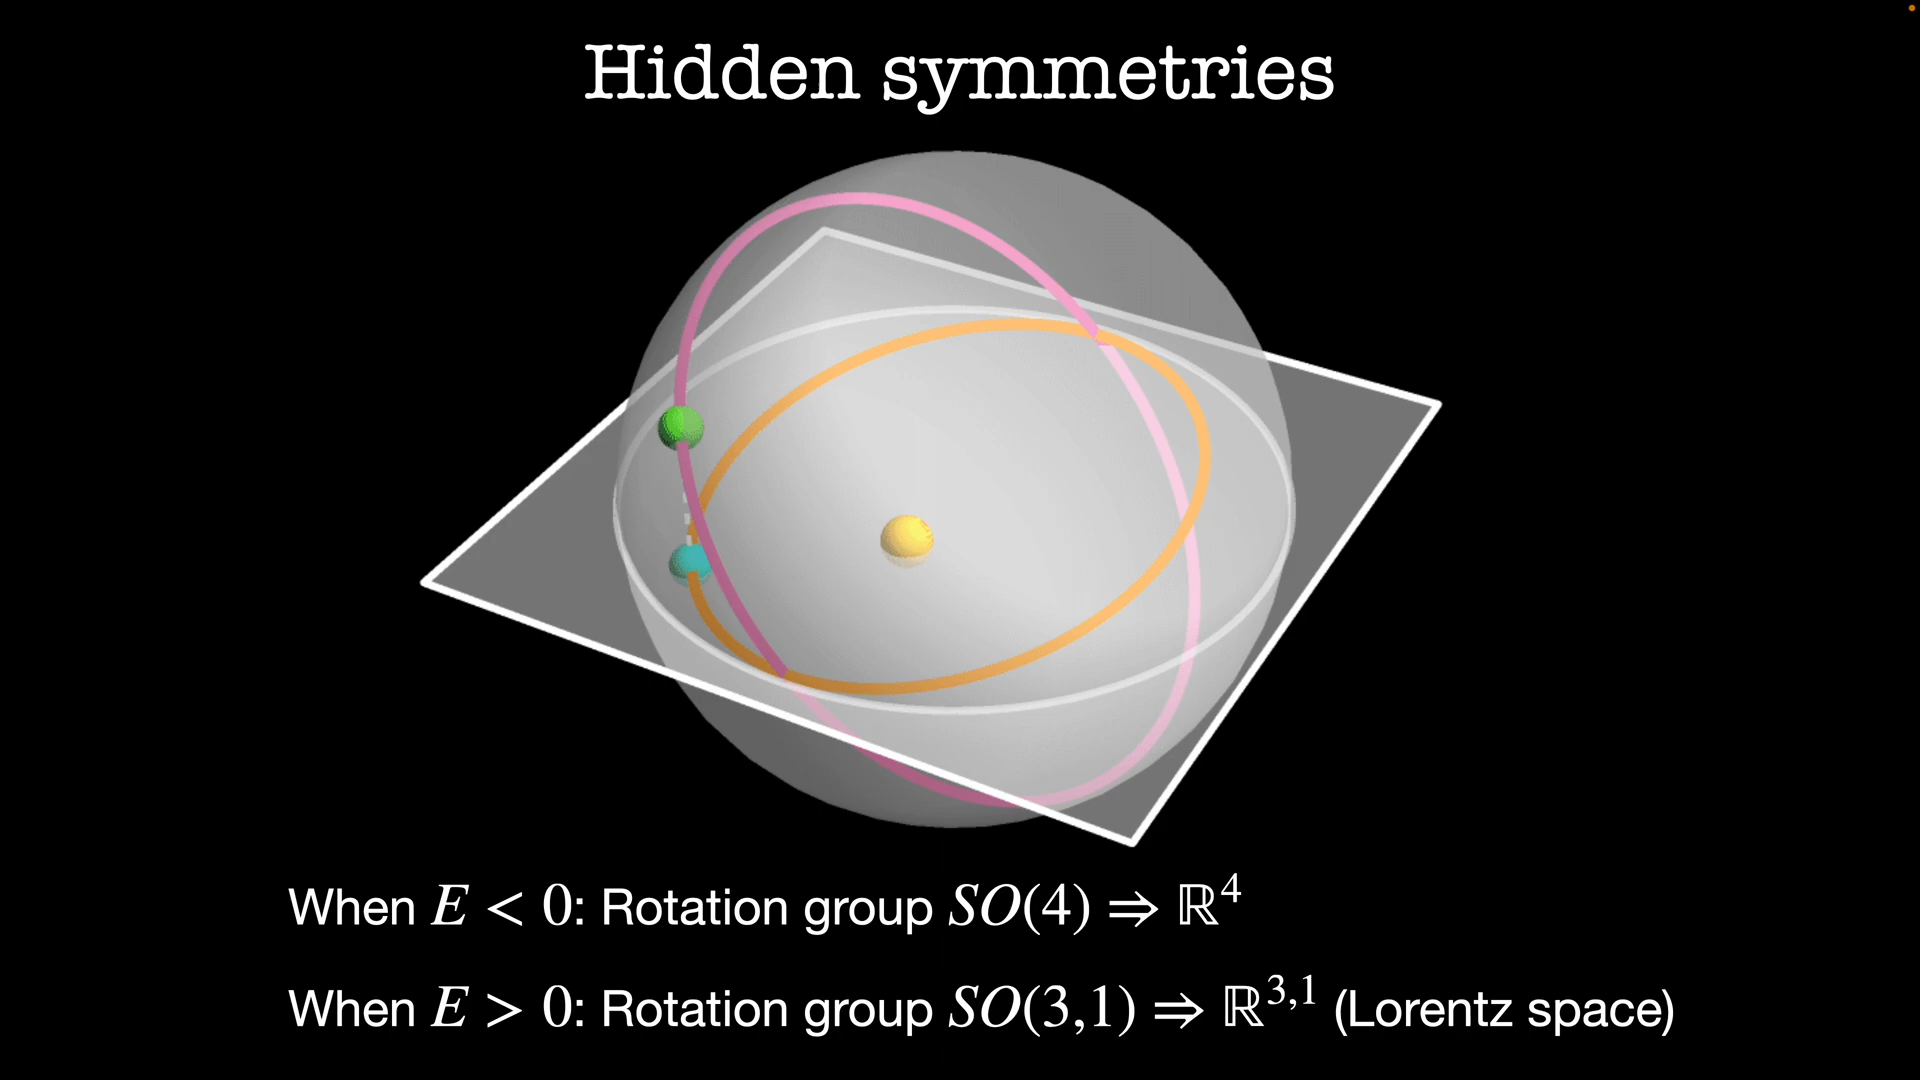 Hidden symmetries
When E < 0: Rotation group SO(4) ⇒ ℝ⁴
When E > 0: Rotation group SO(3,1) ⇒ ℝ³,¹ (Lorentz space)